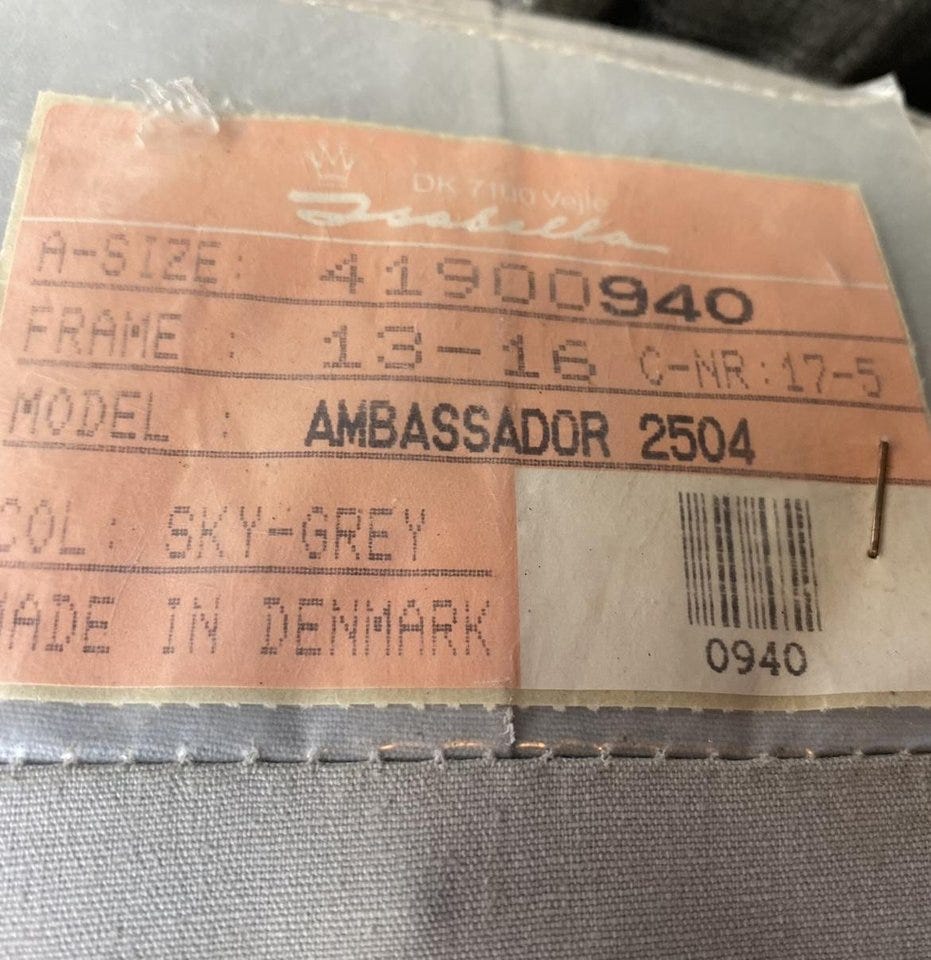 DK 7100 Vejle
Isabella
A-SIZE: 41900940
FRAME : 13-16 C-NR:17-5
MODEL : AMBASSADOR 2504
COL: SKY-GREY
MADE IN DENMARK
0940